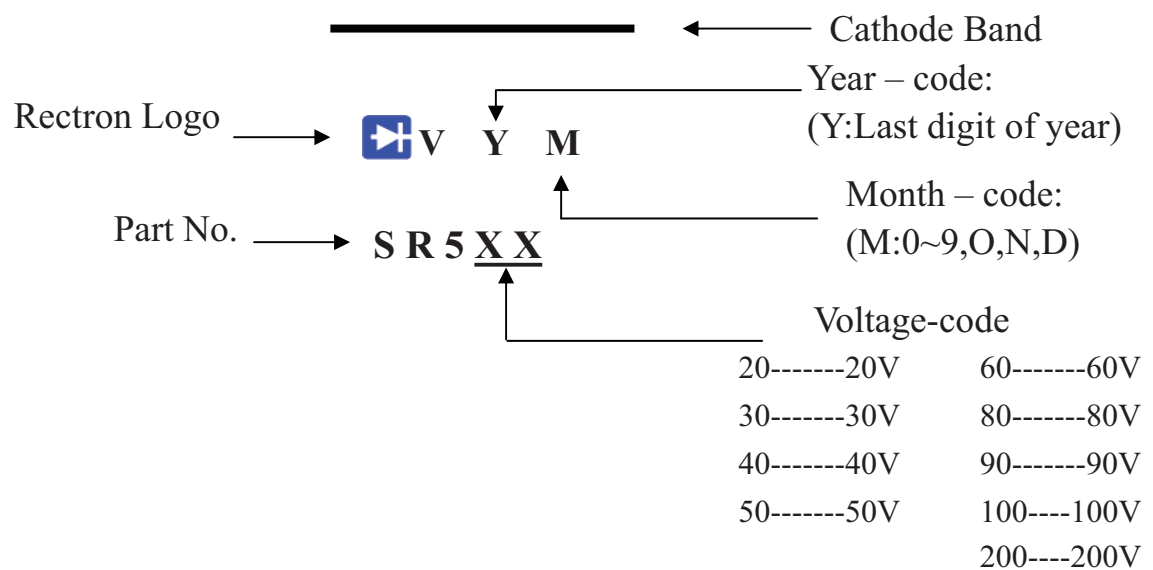 Cathode Band
Year – code:
(Y:Last digit of year)
Rectron Logo
V Y M
Month – code:
(M:0~9,O,N,D)
Part No.
S R 5 X X
Voltage-code
20-------20V 60-------60V
30-------30V 80-------80V
40-------40V 90-------90V
50-------50V 100----100V
200----200V